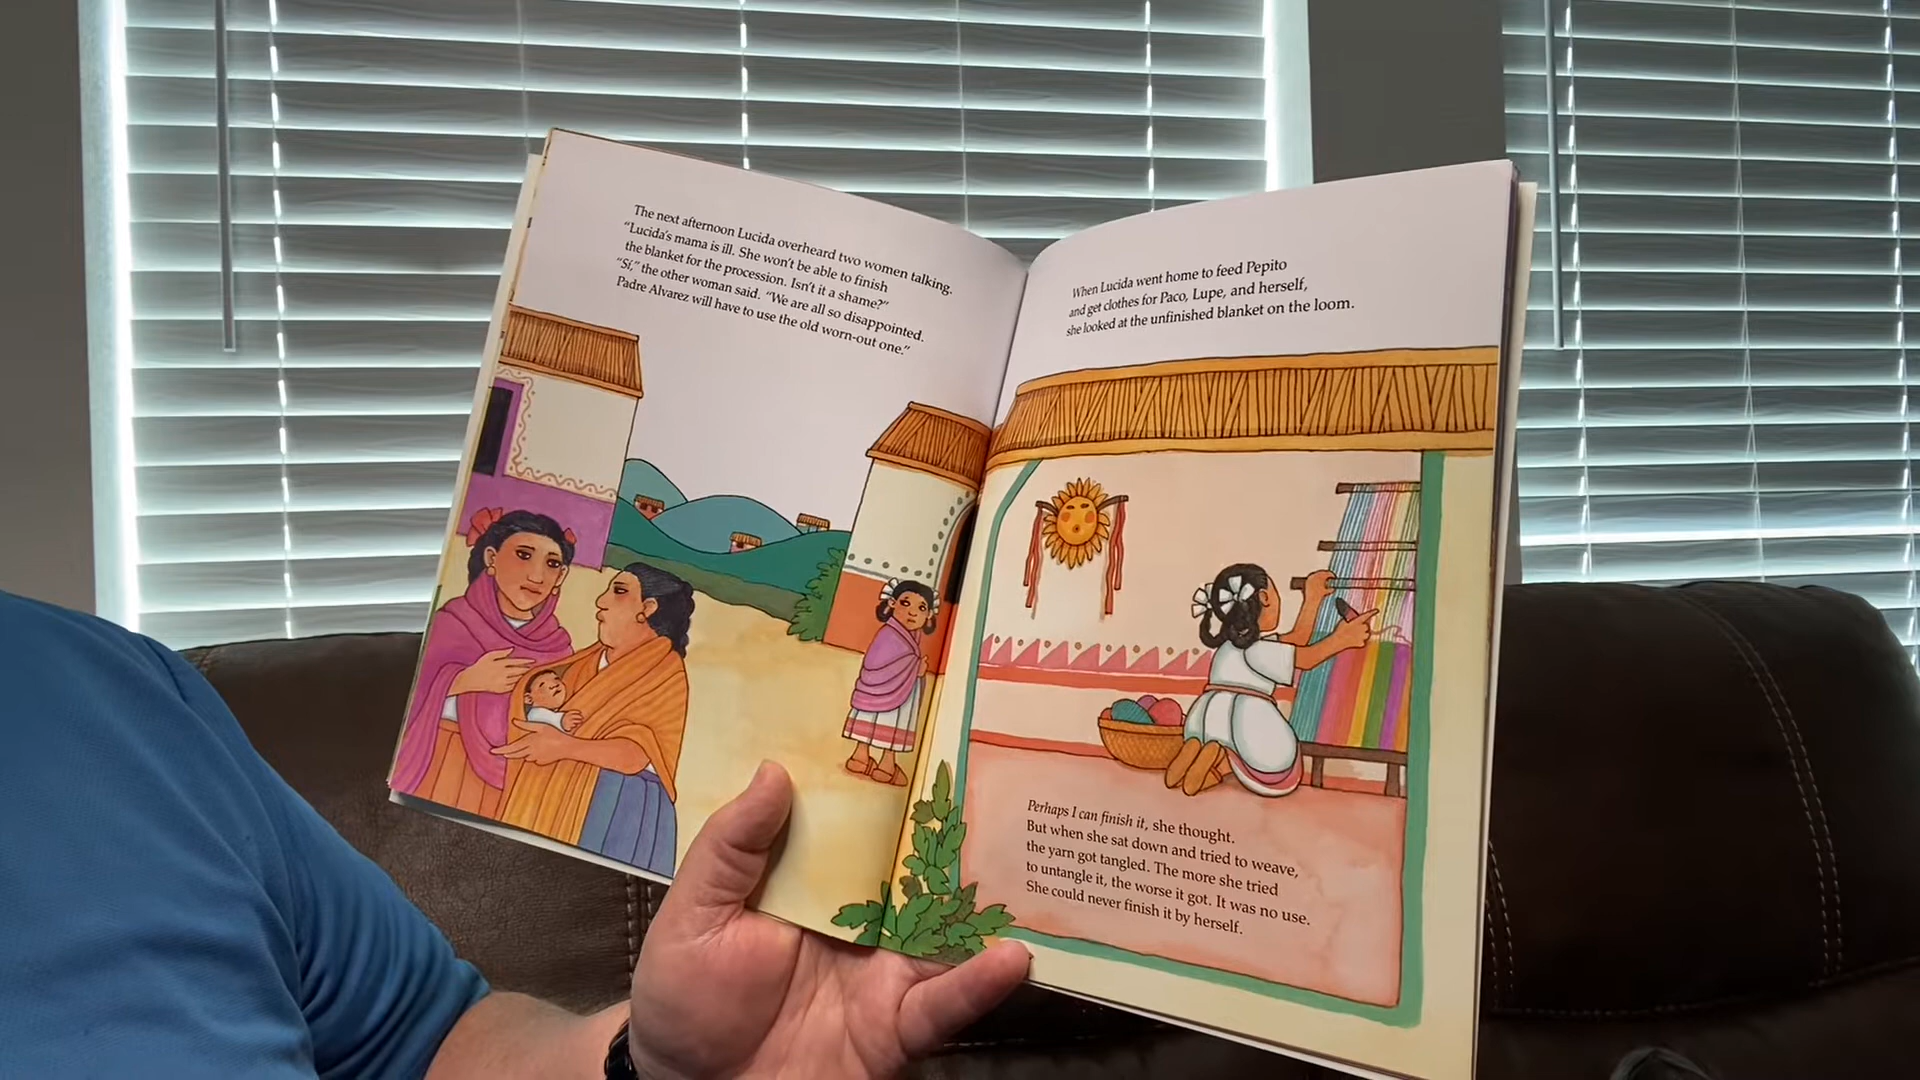 The next afternoon Lucida overheard two women talking.
“Lucida’s mama is ill. She won’t be able to finish
the blanket for the procession. Isn’t it a shame?”
“Sí,” the other woman said. “We are all so disappointed.
Padre Alvarez will have to use the old worn-out one.”
When Lucida went home to feed Pepito
and get clothes for Paco, Lupe, and herself,
she looked at the unfinished blanket on the loom.
Perhaps I can finish it, she thought.
But when she sat down and tried to weave,
the yarn got tangled. The more she tried
to untangle it, the worse it got. It was no use.
She could never finish it by herself.